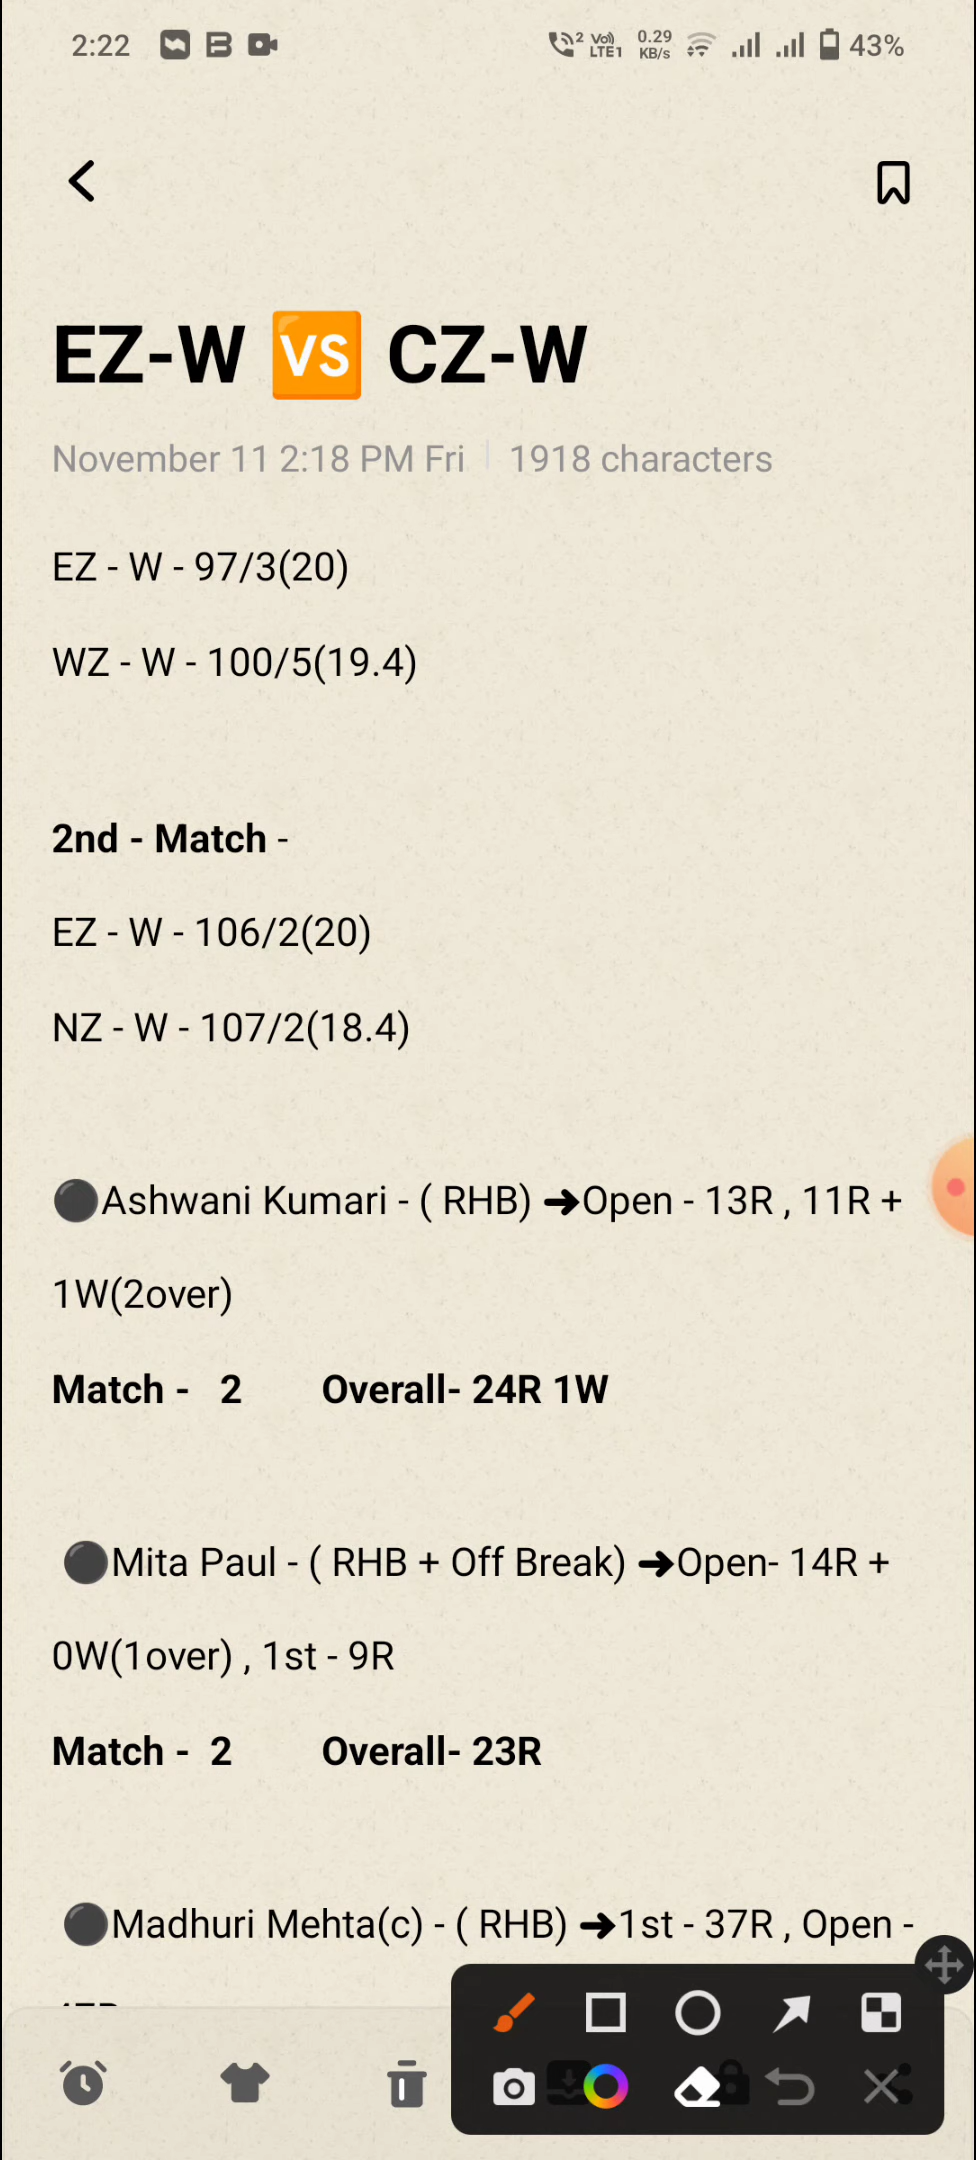 2:22 2 Vo) LTE1 0.29 KB/s 43%
EZ-W VS CZ-W
November 11 2:18 PM Fri | 1918 characters
EZ - W - 97/3(20)
WZ - W - 100/5(19.4)
2nd - Match -
EZ - W - 106/2(20)
NZ - W - 107/2(18.4)
⚫Ashwani Kumari - ( RHB) ➔Open - 13R , 11R +
1W(2over)
Match - 2 Overall- 24R 1W
⚫Mita Paul - ( RHB + Off Break) ➔Open- 14R +
0W(1over) , 1st - 9R
Match - 2 Overall- 23R
⚫Madhuri Mehta(c) - ( RHB) ➔1st - 37R , Open -